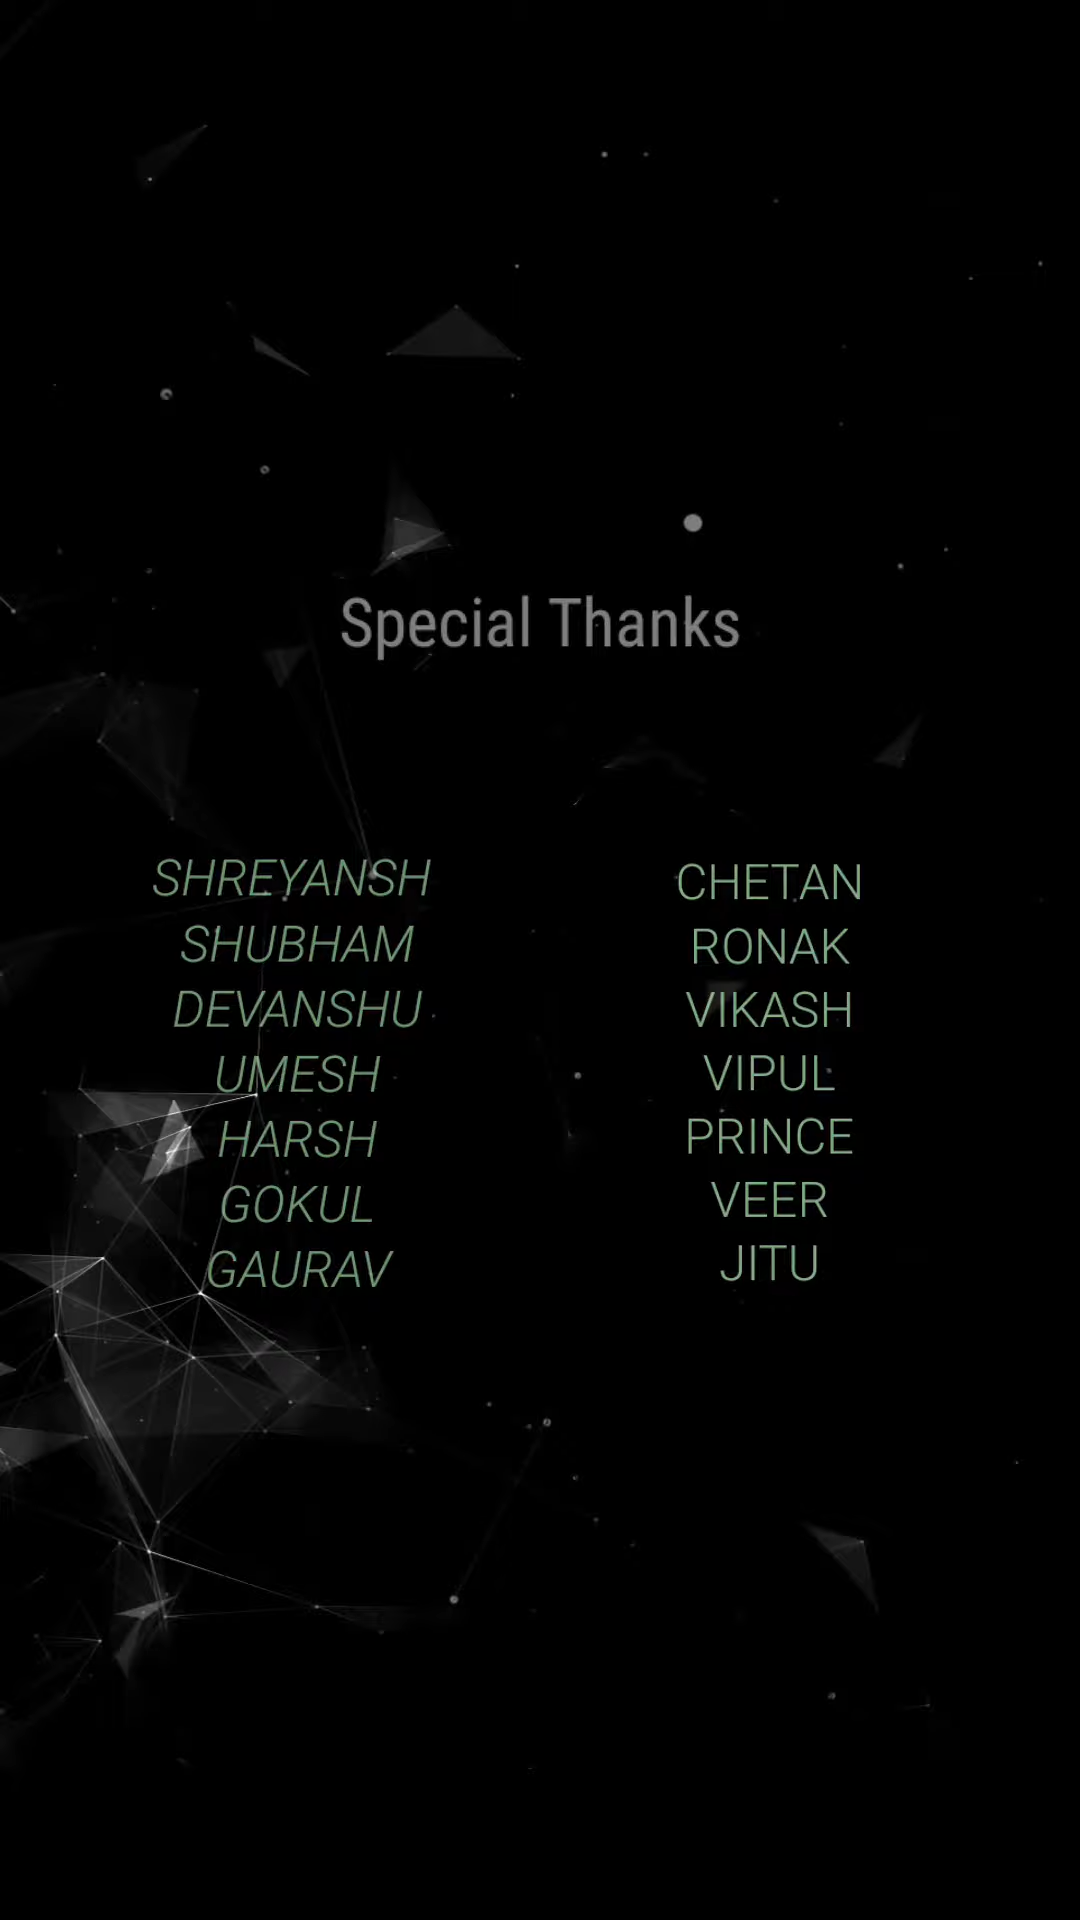 Special Thanks
SHREYANSH
SHUBHAM
DEVANSHU
UMESH
HARSH
GOKUL
GAURAV
CHETAN
RONAK
VIKASH
VIPUL
PRINCE
VEER
JITU